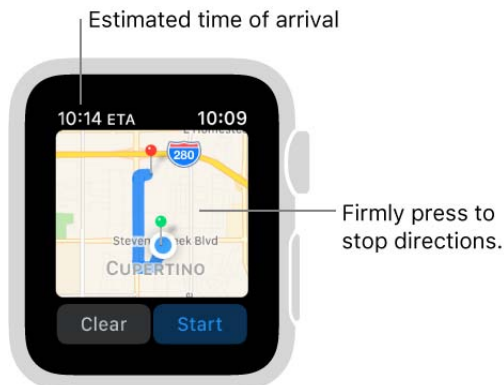 Estimated time of arrival
10:14 ETA 10:09
280
Firmly press to
stop directions.
CUPERTINO
Clear Start